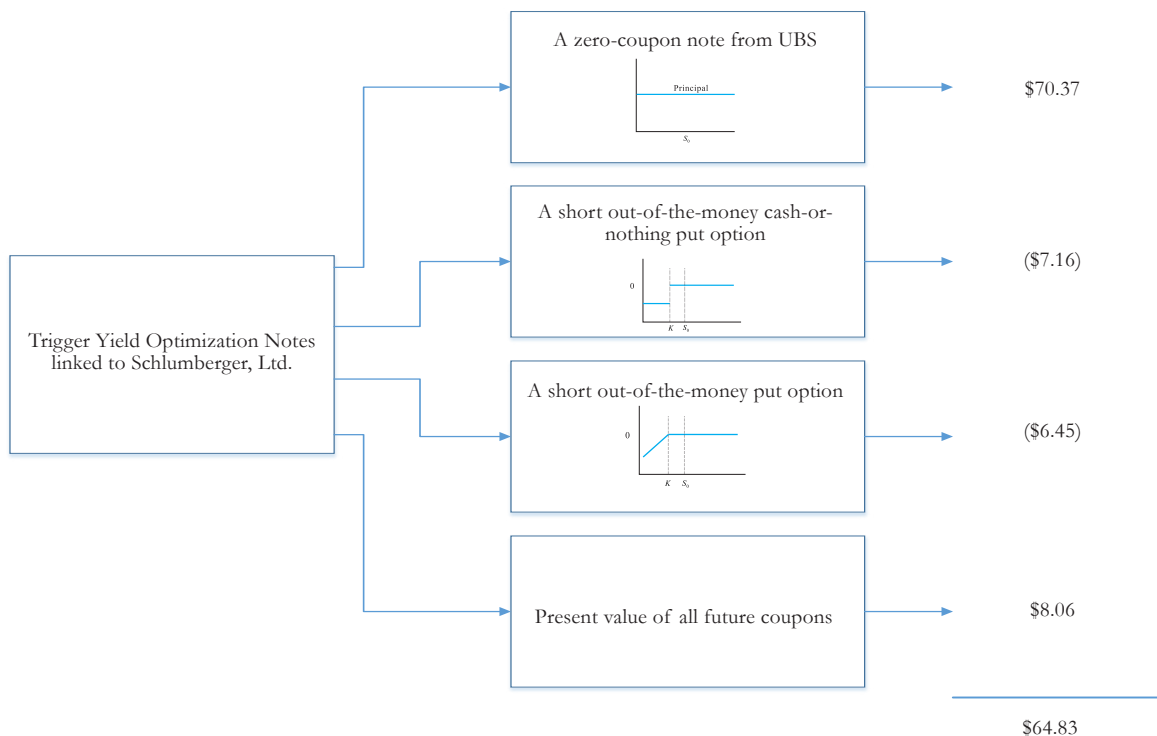 A zero-coupon note from UBS
Principal
S₀
$70.37
A short out-of-the-money cash-or-
nothing put option
0
K S₀
($7.16)
Trigger Yield Optimization Notes
linked to Schlumberger, Ltd.
A short out-of-the-money put option
0
K S₀
($6.45)
Present value of all future coupons
$8.06
$64.83